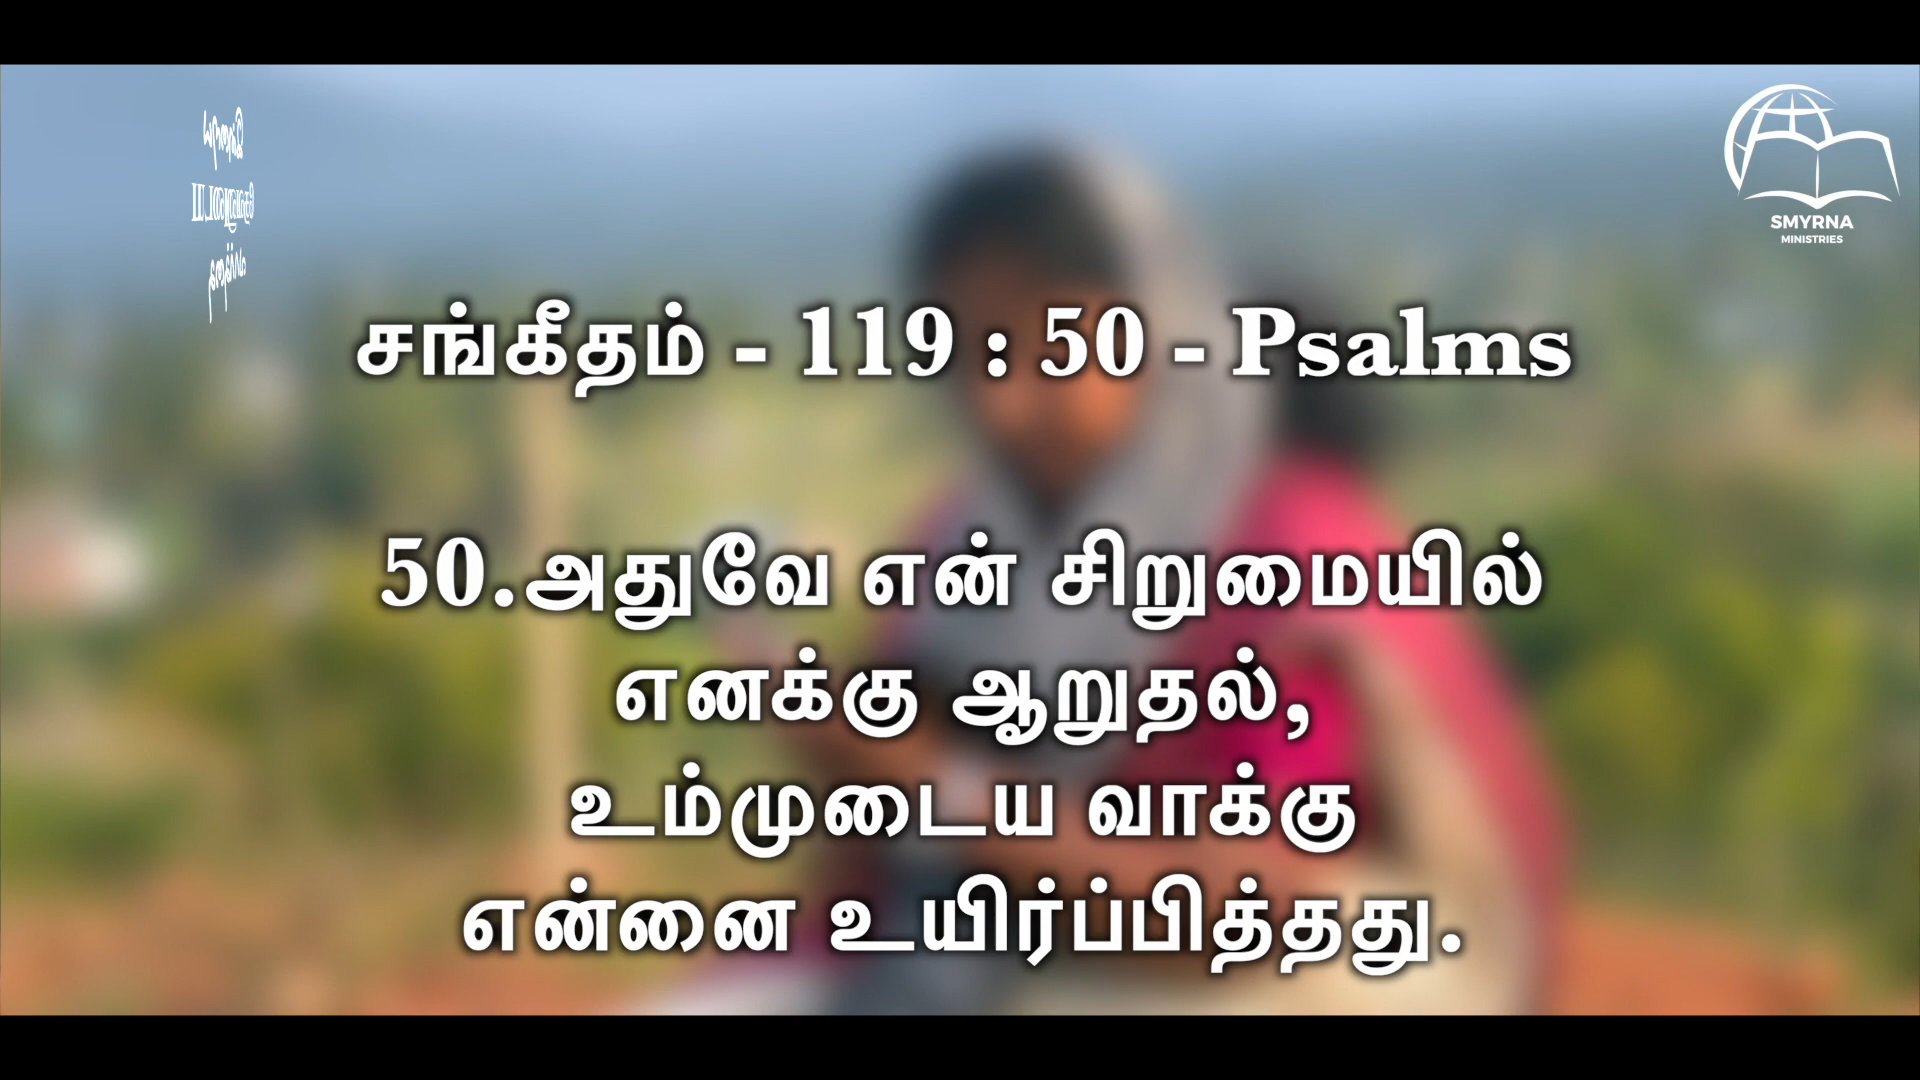 SMYRNA
MINISTRIES
சங்கீதம் - 119 : 50 - Psalms
50.அதுவே என் சிறுமையில்
எனக்கு ஆறுதல்,
உம்முடைய வாக்கு
என்னை உயிர்ப்பித்தது.